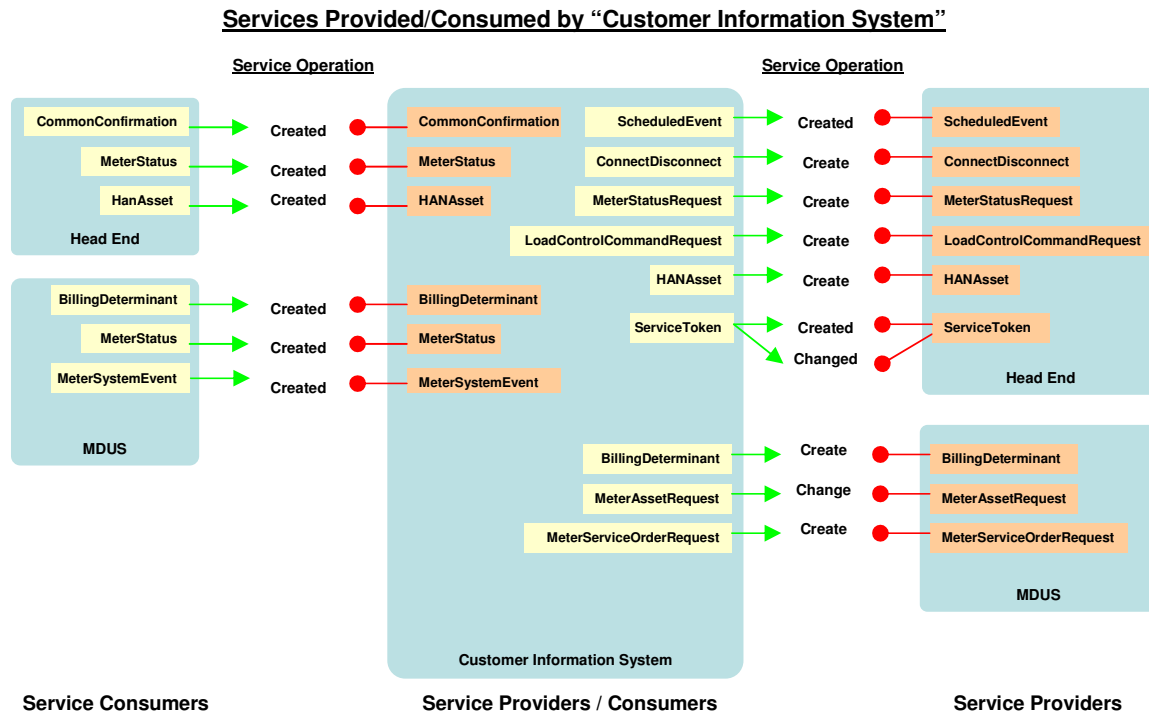 Services Provided/Consumed by “Customer Information System”
Service Operation
Service Operation
CommonConfirmation
Created
CommonConfirmation
MeterStatus
Created
MeterStatus
HanAsset
Created
HANAsset
Head End
BillingDeterminant
Created
BillingDeterminant
MeterStatus
Created
MeterStatus
MeterSystemEvent
Created
MeterSystemEvent
MDUS
ScheduledEvent
Created
ScheduledEvent
ConnectDisconnect
Create
ConnectDisconnect
MeterStatusRequest
Create
MeterStatusRequest
LoadControlCommandRequest
Create
LoadControlCommandRequest
HANAsset
Create
HANAsset
ServiceToken
Created
ServiceToken
Changed
Head End
BillingDeterminant
Create
BillingDeterminant
MeterAssetRequest
Change
MeterAssetRequest
MeterServiceOrderRequest
Create
MeterServiceOrderRequest
MDUS
Customer Information System
Service Consumers
Service Providers / Consumers
Service Providers